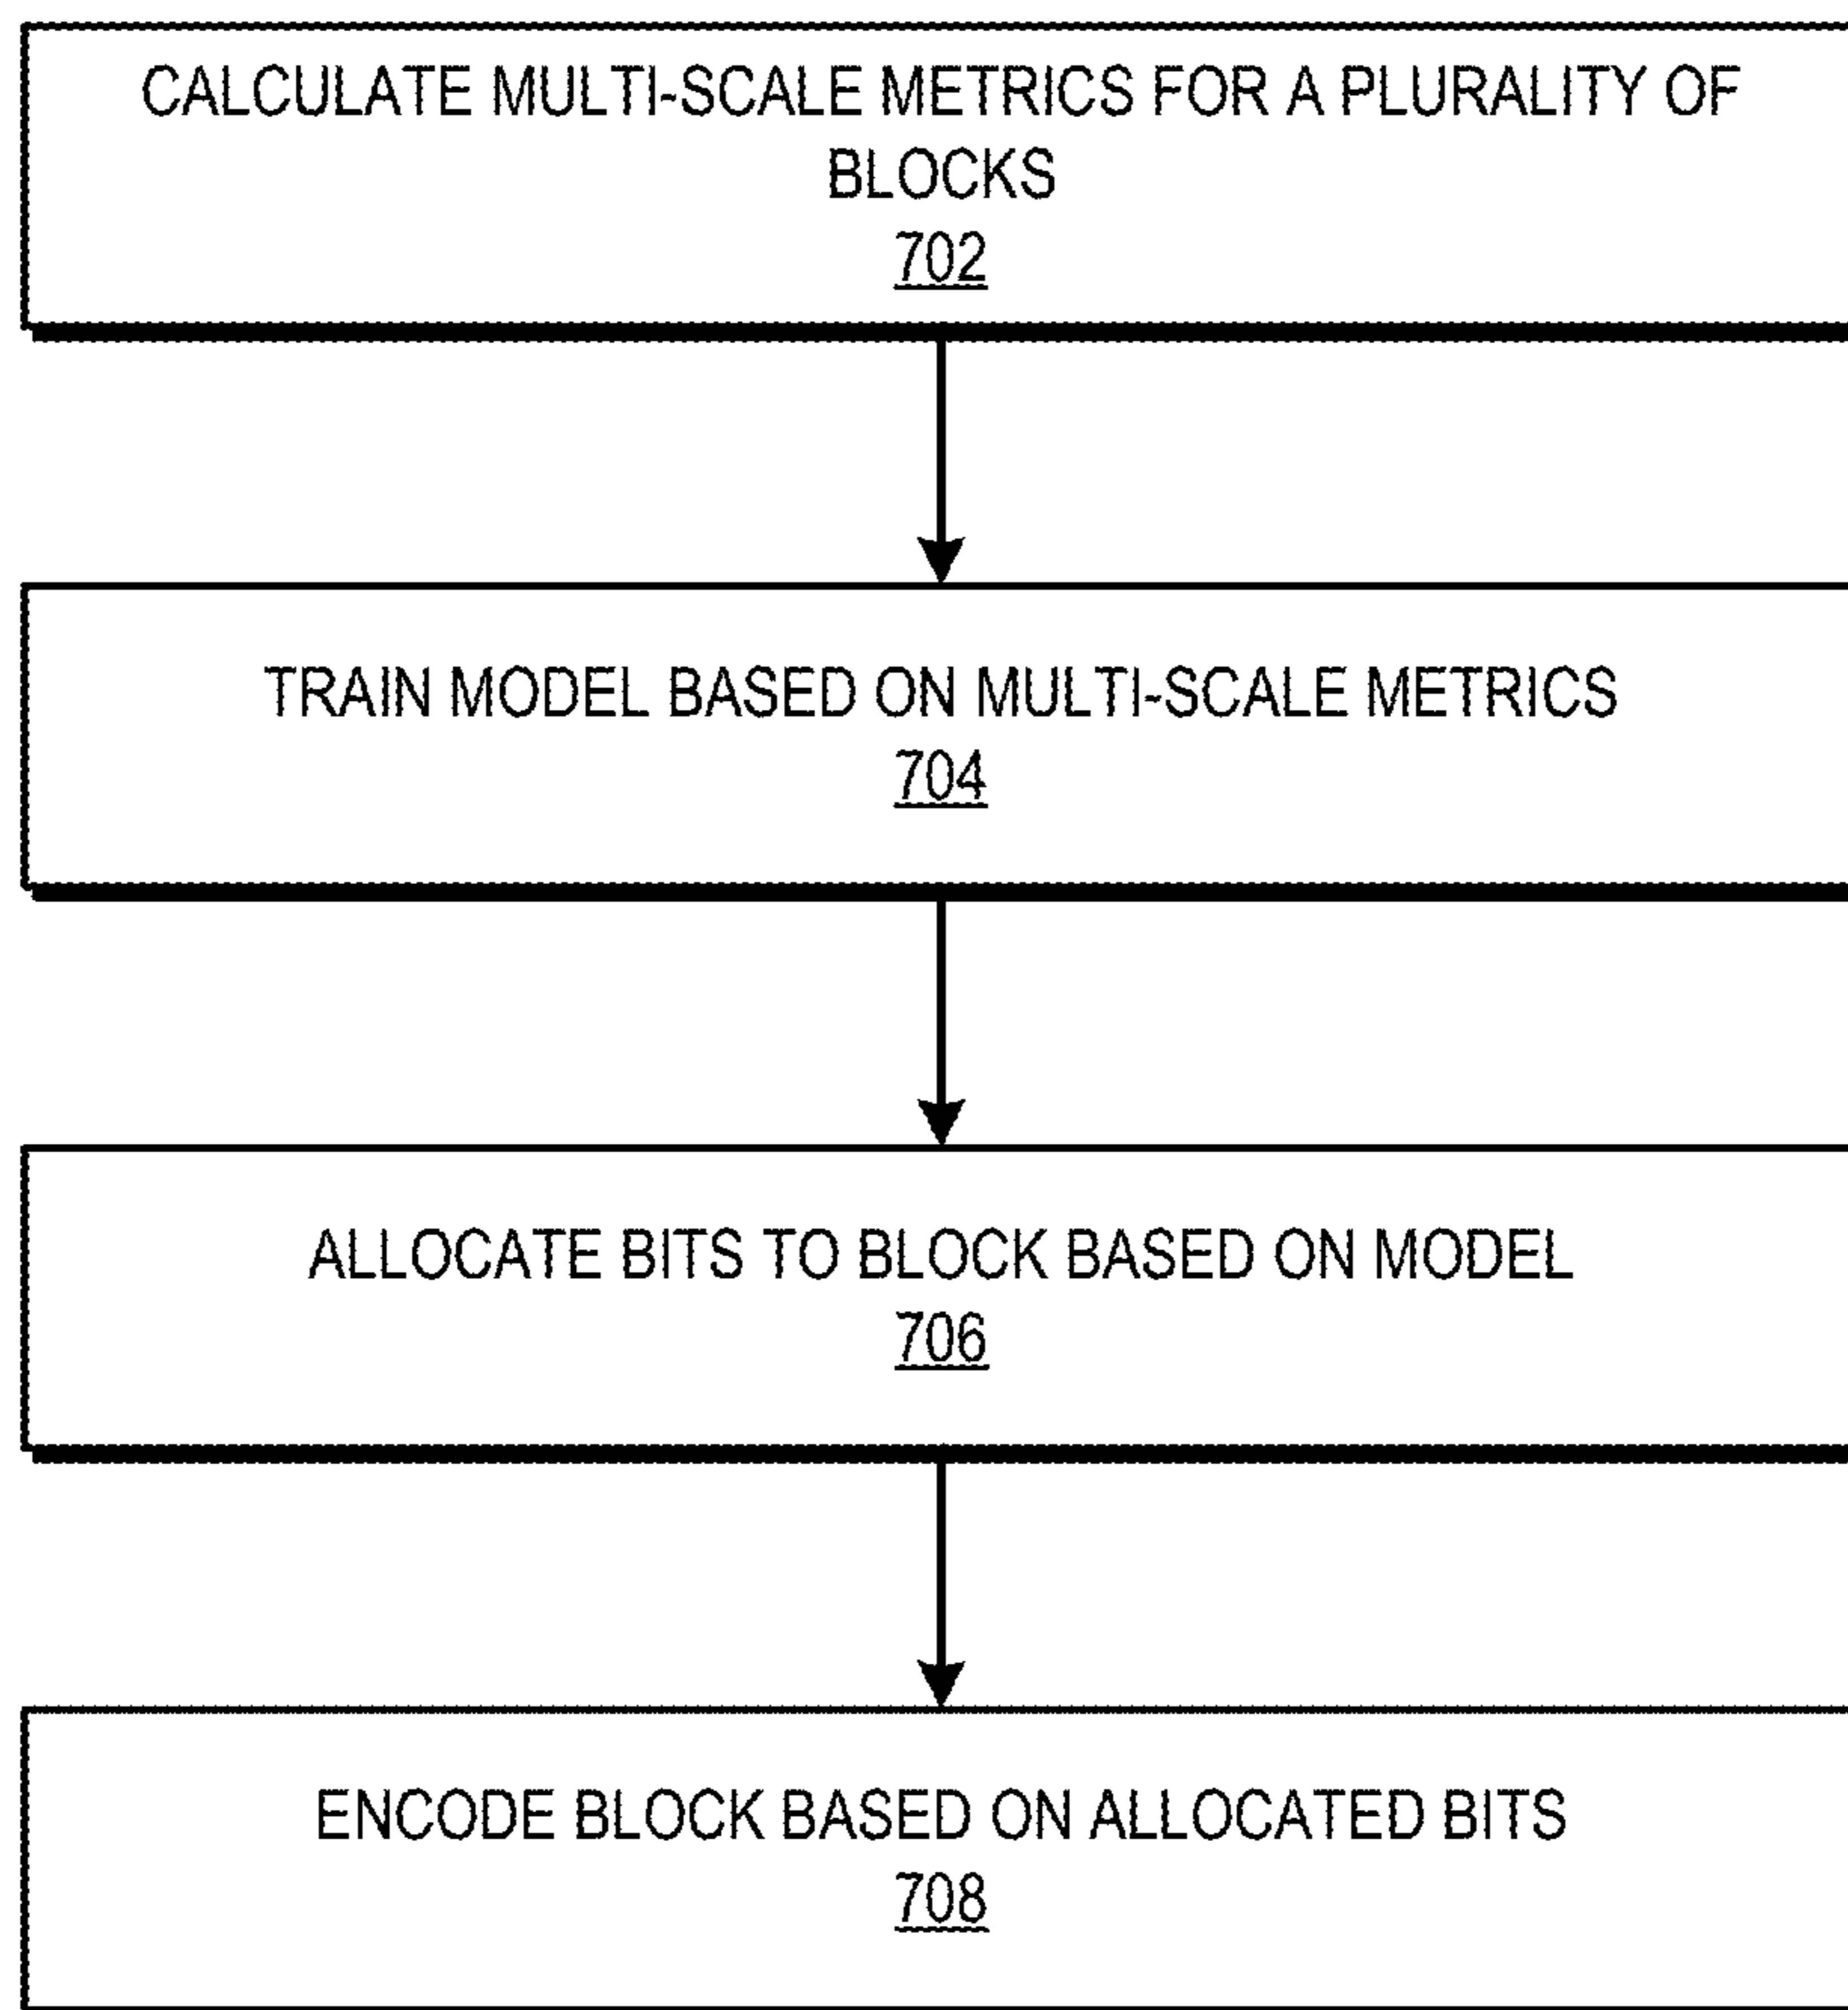 CALCULATE MULTI-SCALE METRICS FOR A PLURALITY OF
BLOCKS
702
TRAIN MODEL BASED ON MULTI-SCALE METRICS
704
ALLOCATE BITS TO BLOCK BASED ON MODEL
706
ENCODE BLOCK BASED ON ALLOCATED BITS
708